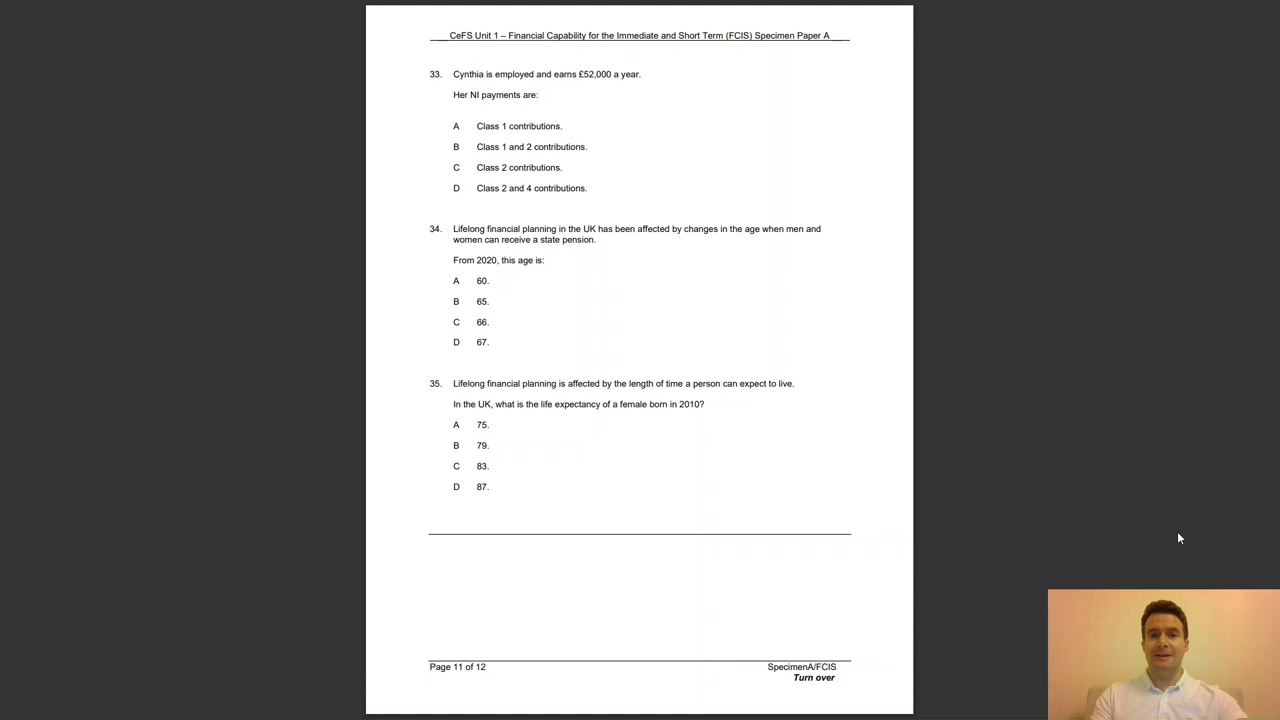 CeFS Unit 1 – Financial Capability for the Immediate and Short Term (FCIS) Specimen Paper A
33. Cynthia is employed and earns £52,000 a year.
Her NI payments are:
A Class 1 contributions.
B Class 1 and 2 contributions.
C Class 2 contributions.
D Class 2 and 4 contributions.
34. Lifelong financial planning in the UK has been affected by changes in the age when men and
women can receive a state pension.
From 2020, this age is:
A 60.
B 65.
C 66.
D 67.
35. Lifelong financial planning is affected by the length of time a person can expect to live.
In the UK, what is the life expectancy of a female born in 2010?
A 75.
B 79.
C 83.
D 87.
Page 11 of 12 SpecimenA/FCIS
Turn over